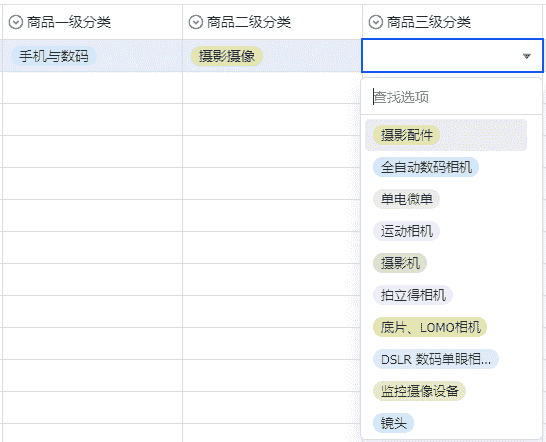 商品一级分类 商品二级分类 商品三级分类
手机与数码 摄影摄像
查找选项
摄影配件
全自动数码相机
单电微单
运动相机
摄影机
拍立得相机
底片、LOMO相机
DSLR 数码单眼相...
监控摄像设备
镜头